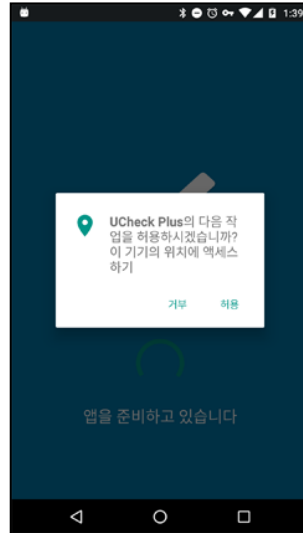 1:39
UCheck Plus의 다음 작
업을 허용하시겠습니까?
이 기기의 위치에 액세스
하기
거부 허용
앱을 준비하고 있습니다